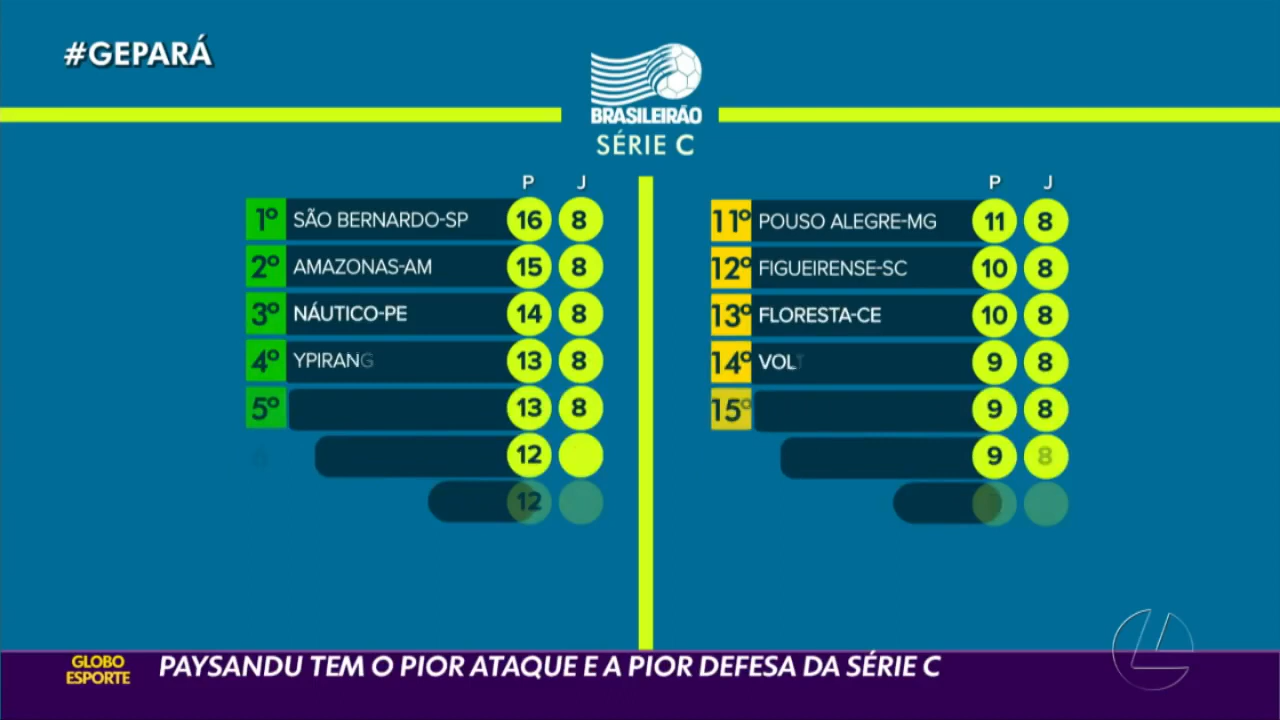 #GEPARÁ
BRASILEIRÃO
SÉRIE C
P J
1º SÃO BERNARDO-SP 16 8
2º AMAZONAS-AM 15 8
3º NÁUTICO-PE 14 8
4º YPIRANG 13 8
5º 13 8
12
12
P J
11º POUSO ALEGRE-MG 11 8
12º FIGUEIRENSE-SC 10 8
13º FLORESTA-CE 10 8
14º VOLT 9 8
15º 9 8
9 8
GLOBO
ESPORTE
PAYSANDU TEM O PIOR ATAQUE E A PIOR DEFESA DA SÉRIE C